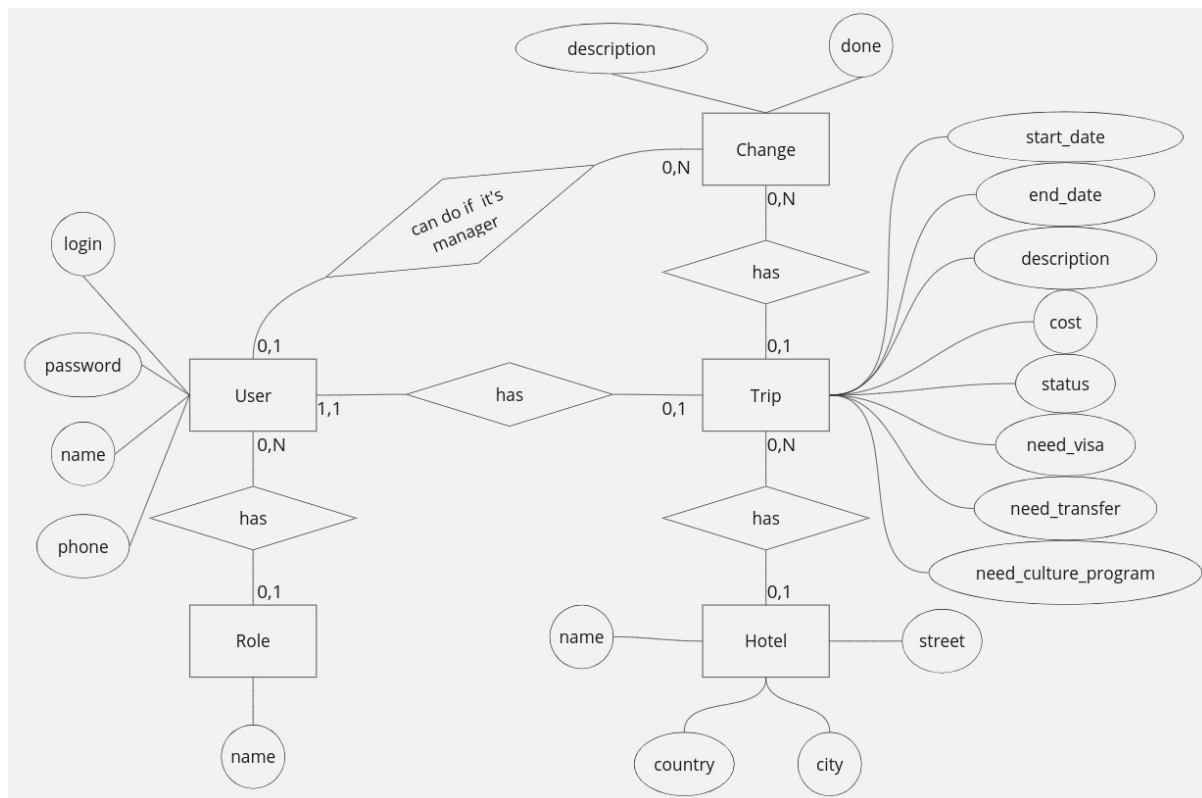 description
done
Change
start_date
0,N
0,N
end_date
can do if it's
manager
login
description
has
cost
0,1
0,1
password
User
has
Trip
status
1,1
0,1
name
0,N
0,N
need_visa
phone
has
has
need_transfer
need_culture_program
0,1
0,1
name
Role
Hotel
street
name
country
city